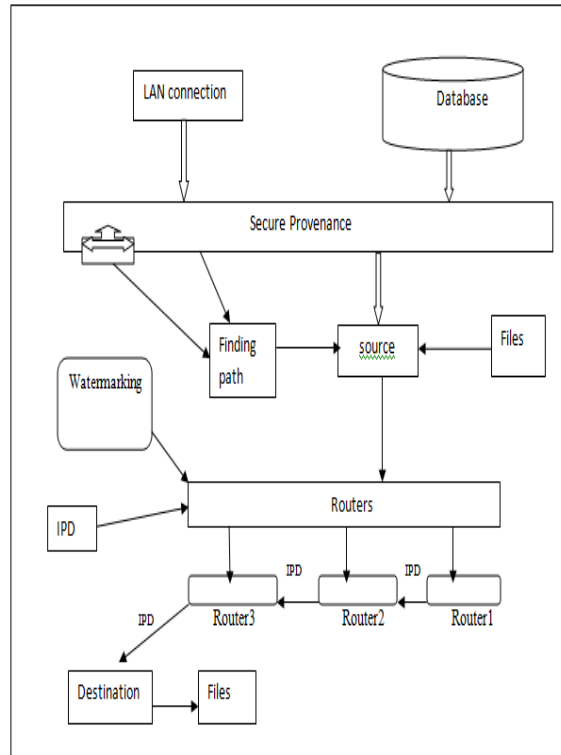 LAN connection
Database
Secure Provenance
Finding
path
source
Files
Watermarking
Routers
IPD
IPD
IPD
Router3
Router2
Router1
IPD
Destination
Files